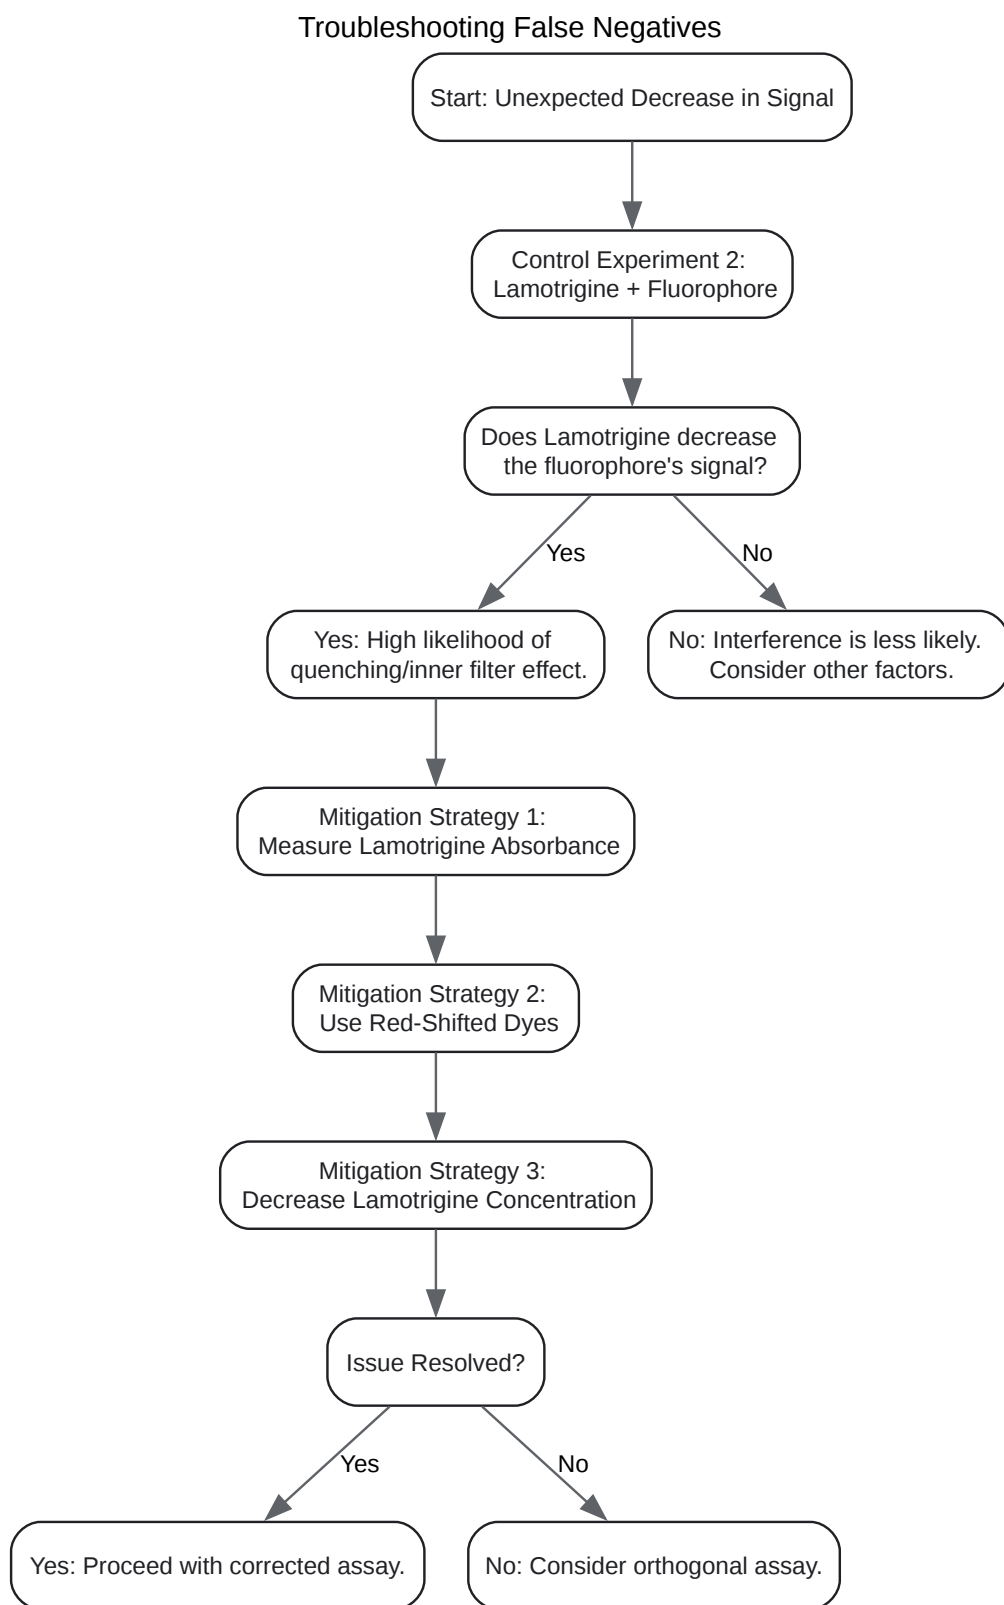 Troubleshooting False Negatives
Start: Unexpected Decrease in Signal
Control Experiment 2:
Lamotrigine + Fluorophore
Does Lamotrigine decrease
the fluorophore's signal?
Yes
No
Yes: High likelihood of
quenching/inner filter effect.
No: Interference is less likely.
Consider other factors.
Mitigation Strategy 1:
Measure Lamotrigine Absorbance
Mitigation Strategy 2:
Use Red-Shifted Dyes
Mitigation Strategy 3:
Decrease Lamotrigine Concentration
Issue Resolved?
Yes
No
Yes: Proceed with corrected assay.
No: Consider orthogonal assay.